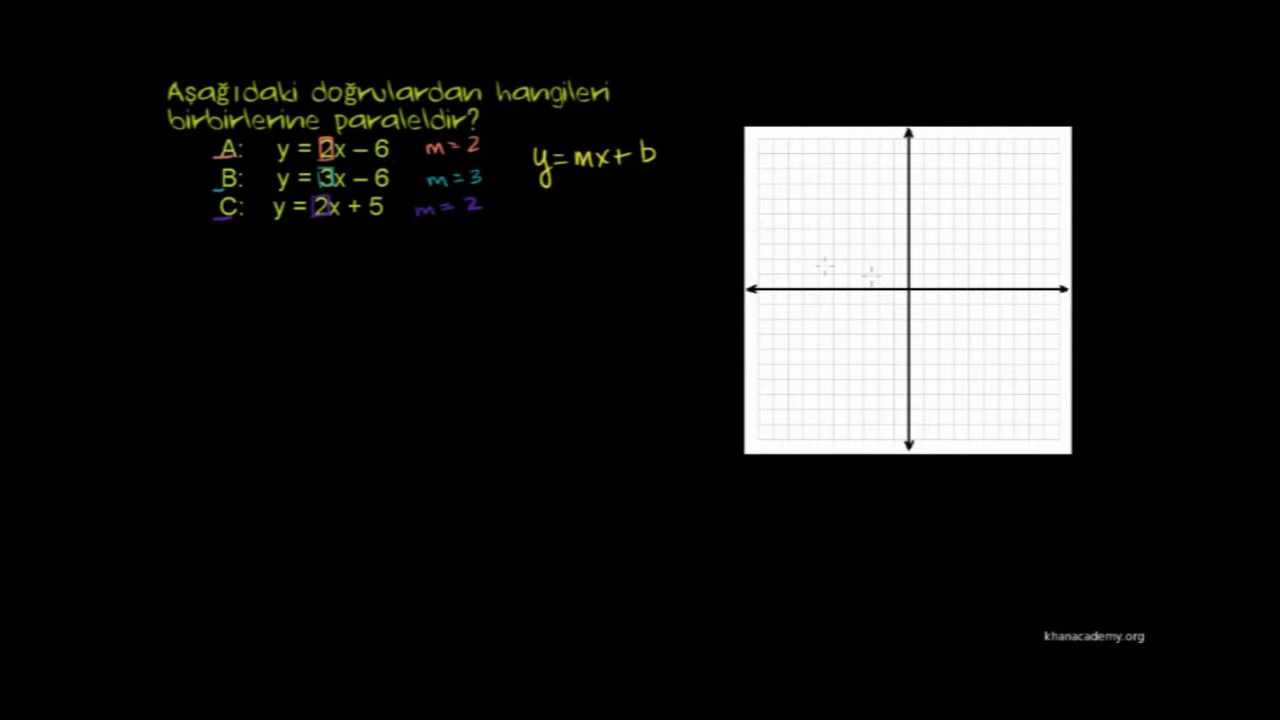 Aşağıdaki doğrulardan hangileri
birbirlerine paraleldir?
A: y = 2x – 6 m = 2
B: y = 3x – 6 m = 3
C: y = 2x + 5 m = 2
y = mx + b
khanacademy.org